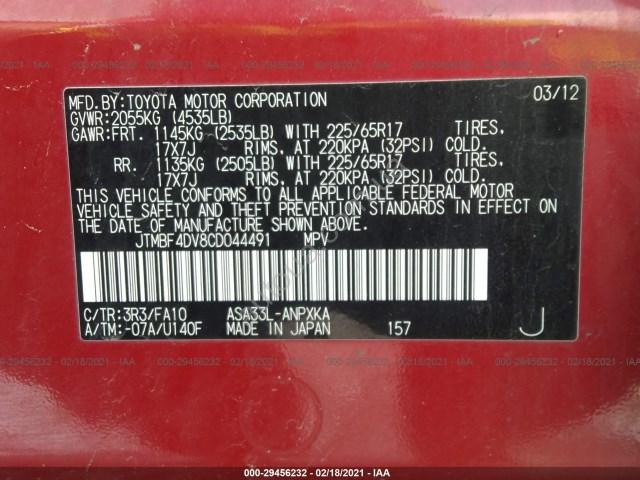 MFD.BY:TOYOTA MOTOR CORPORATION 03/12
GVWR:2055KG (4535LB)
GAWR:FRT. 1145KG (2535LB) WITH 225/65R17 TIRES,
17X7J RIMS, AT 220KPA (32PSI) COLD.
RR. 1135KG (2505LB) WITH 225/65R17 TIRES,
17X7J RIMS, AT 220KPA (32PSI) COLD.
THIS VEHICLE CONFORMS TO ALL APPLICABLE FEDERAL MOTOR
VEHICLE SAFETY AND THEFT PREVENTION STANDARDS IN EFFECT ON
THE DATE OF MANUFACTURE SHOWN ABOVE.
JTMBF4DV8CD044491 MPV
C/TR:3R3/FA10 ASA33L-ANPXKA
A/TM:-07A/U140F MADE IN JAPAN 157 J
000-29456232 - 02/18/2021 - IAA